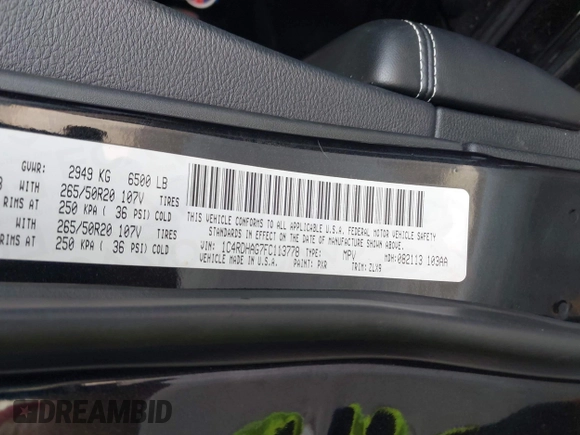 GVWR: 2949 KG 6500 LB
WITH 265/50R20 107V TIRES
RIMS AT 250 KPA ( 36 PSI) COLD
WITH 265/50R20 107V TIRES
RIMS AT 250 KPA ( 36 PSI) COLD
THIS VEHICLE CONFORMS TO ALL APPLICABLE U.S.A. FEDERAL MOTOR VEHICLE SAFETY
STANDARDS IN EFFECT ON THE DATE OF MANUFACTURE SHOWN ABOVE.
VIN: 1C4RDHAG7FC113778 TYPE: MPV MDH:082113 103AA
VEHICLE MADE IN U.S.A. PAINT: PXR TRIM: ZLX9
DREAMBID